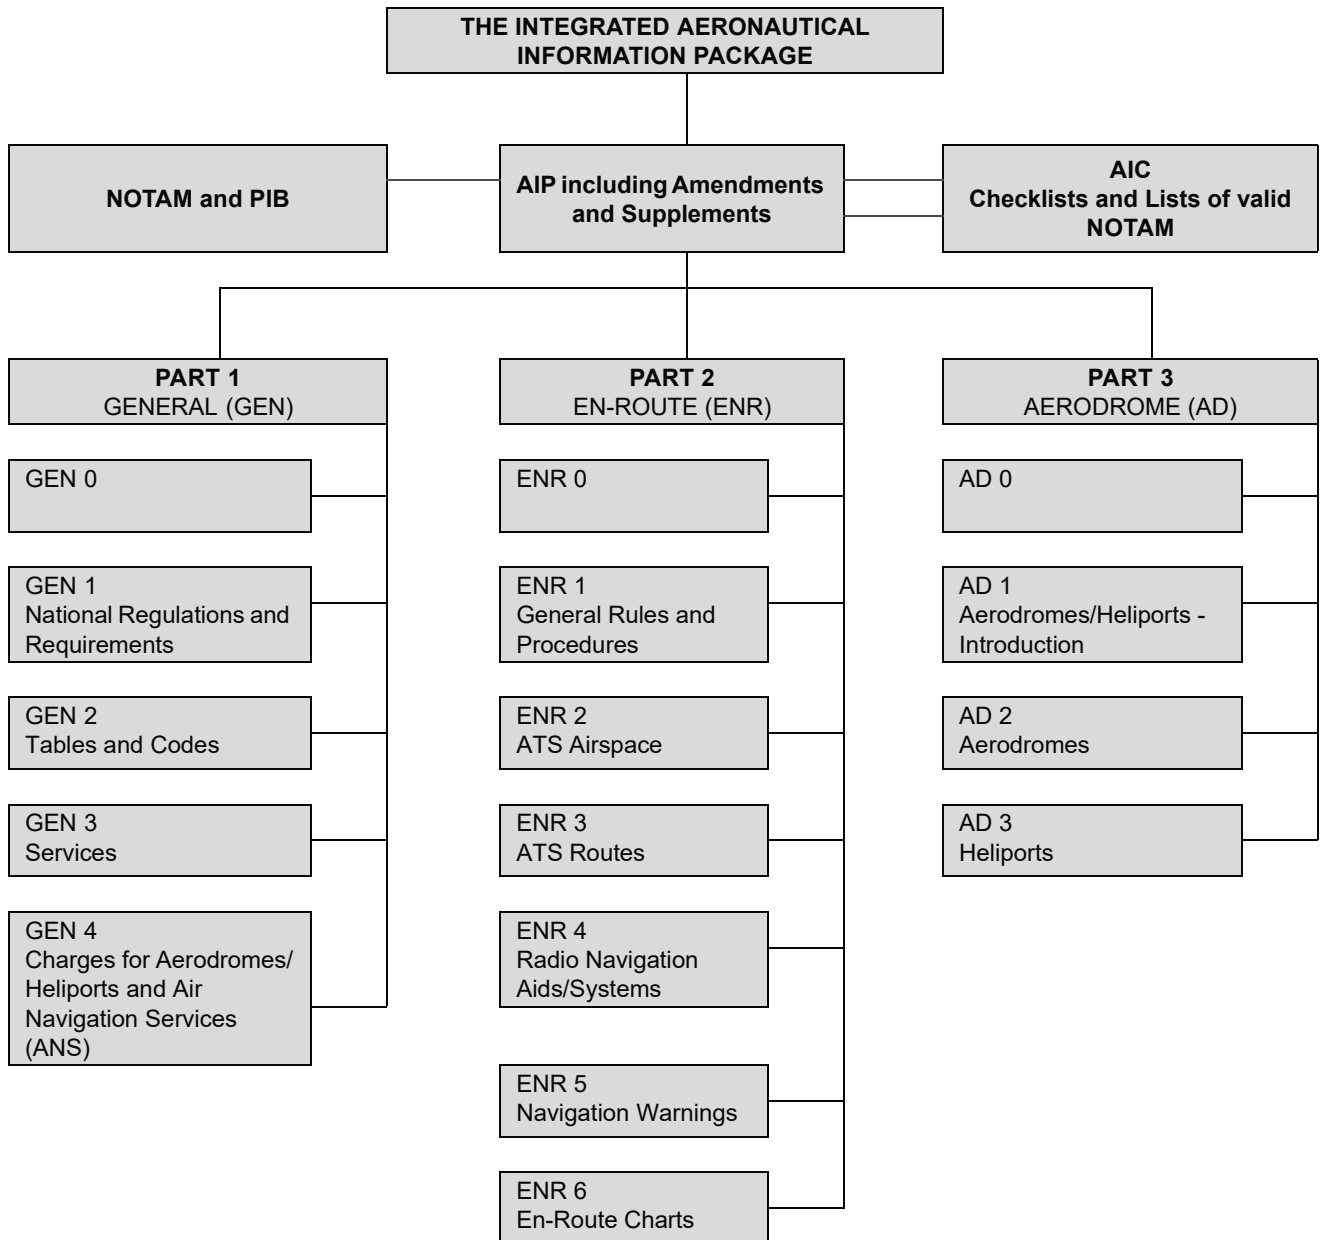 THE INTEGRATED AERONAUTICAL
INFORMATION PACKAGE
NOTAM and PIB
AIP including Amendments
and Supplements
AIC
Checklists and Lists of valid
NOTAM
PART 1
GENERAL (GEN)
GEN 0
GEN 1
National Regulations and
Requirements
GEN 2
Tables and Codes
GEN 3
Services
GEN 4
Charges for Aerodromes/
Heliports and Air
Navigation Services
(ANS)
PART 2
EN-ROUTE (ENR)
ENR 0
ENR 1
General Rules and
Procedures
ENR 2
ATS Airspace
ENR 3
ATS Routes
ENR 4
Radio Navigation
Aids/Systems
ENR 5
Navigation Warnings
ENR 6
En-Route Charts
PART 3
AERODROME (AD)
AD 0
AD 1
Aerodromes/Heliports -
Introduction
AD 2
Aerodromes
AD 3
Heliports